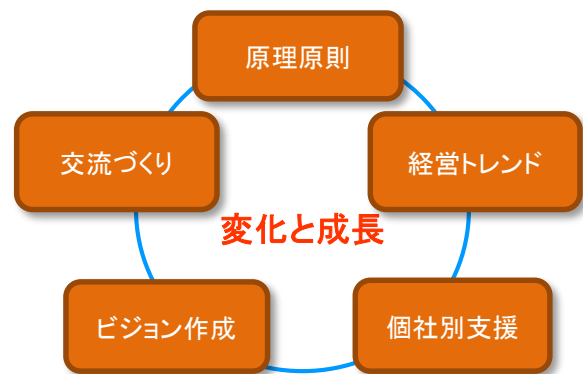 原理原則
交流づくり
経営トレンド
変化と成長
ビジョン作成
個社別支援